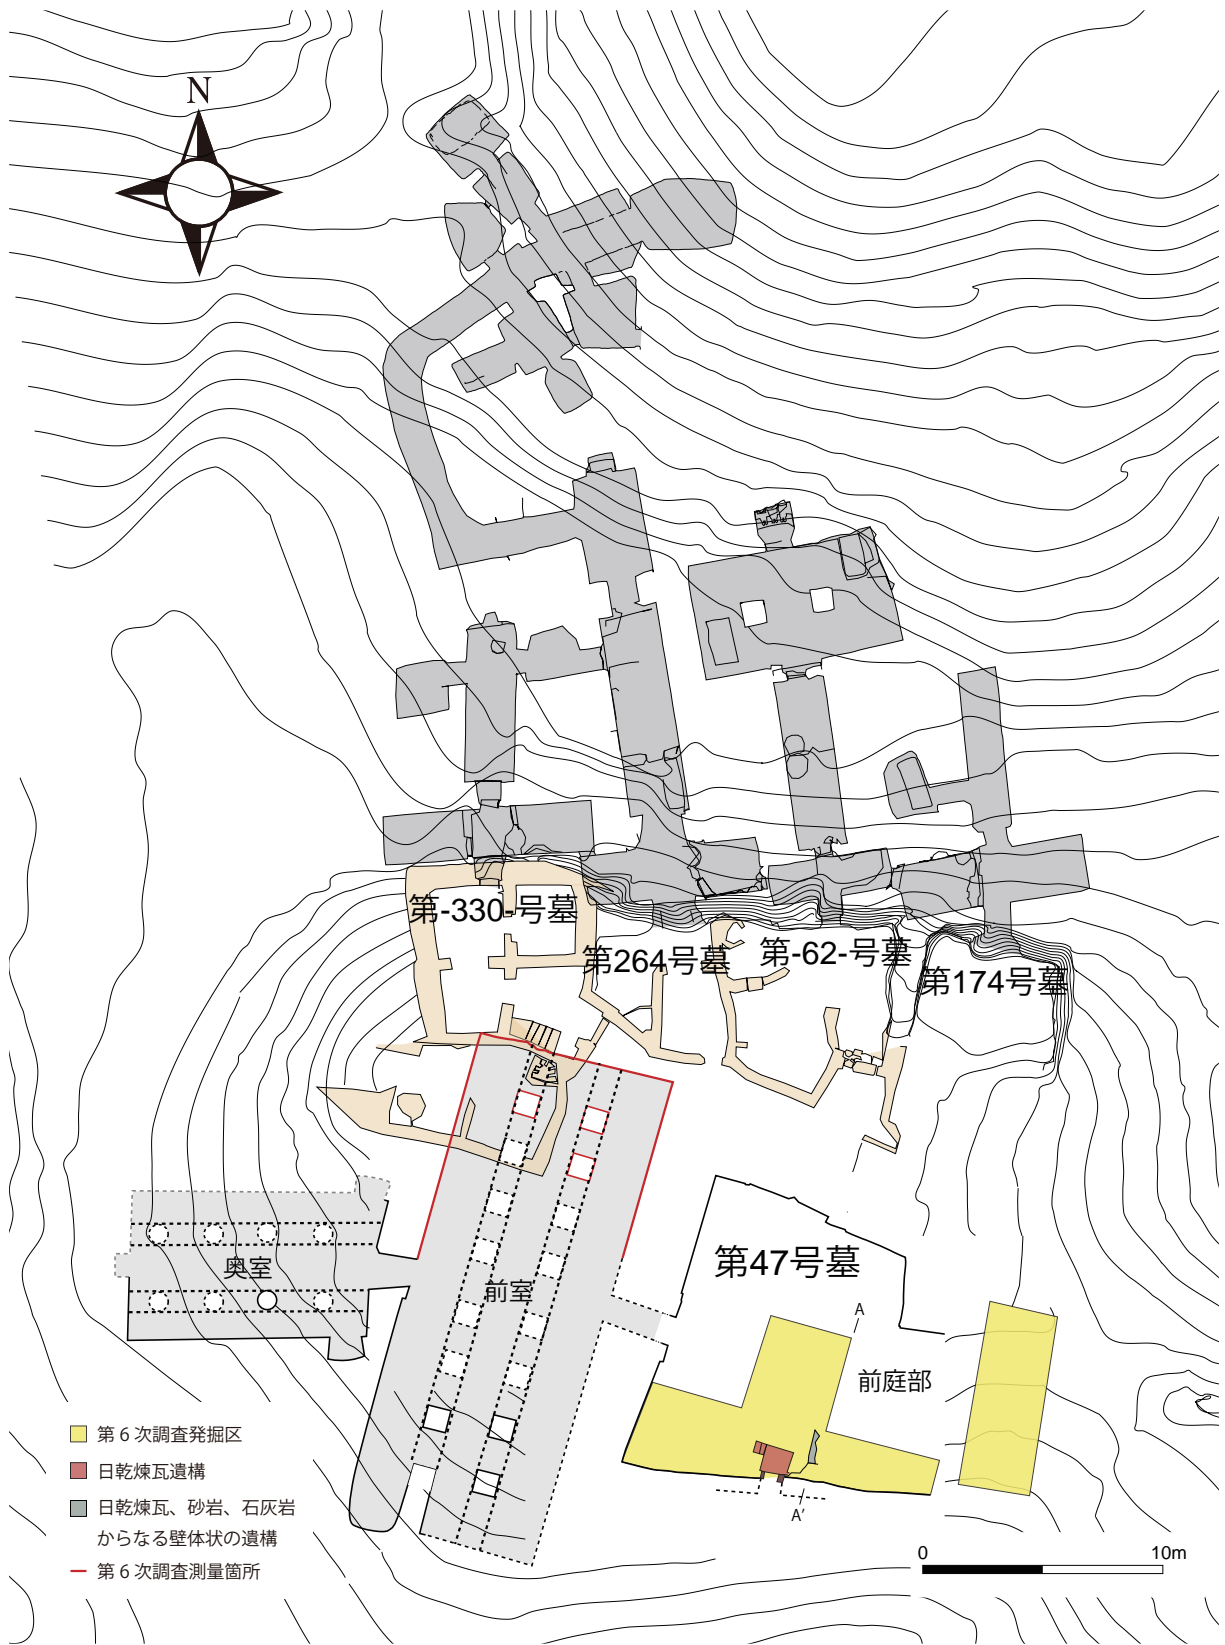 N
第-330-号墓
第264号墓
第-62-号墓
第174号墓
第47号墓
奥室
前室
A
前庭部
A'
第6次調査発掘区
日乾煉瓦遺構
日乾煉瓦、砂岩、石灰岩
からなる壁体状の遺構
第6次調査測量箇所
0 10m